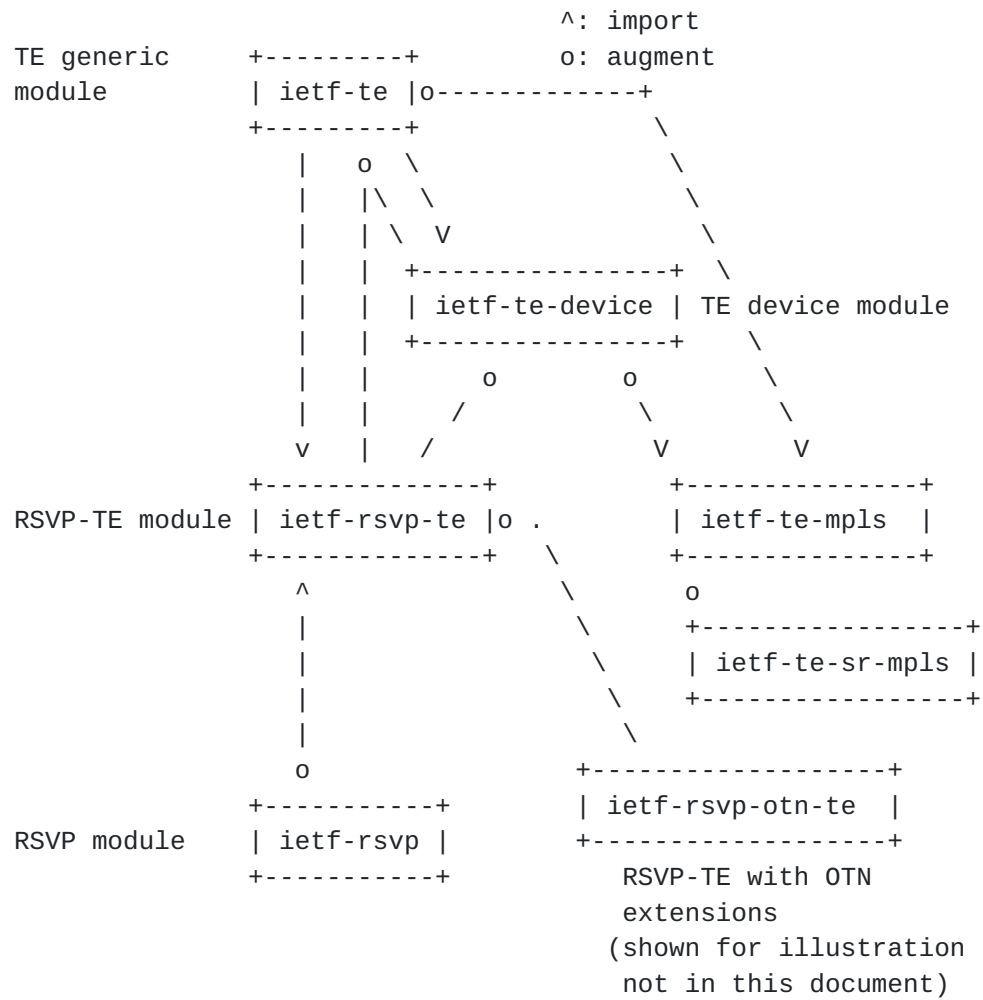 ^: import
TE generic     +---------+         o: augment
module         | ietf-te |o-------------+
               +---------+               \
                  |   o  \                \
                  |   |\  \                \
                  |   | \  V                \
                  |   |  +----------------+  \
                  |   |  | ietf-te-device | TE device module
                  |   |  +----------------+    \
                  |   |       o        o        \
                  |   |     /           \        \
                  v   |   /              V        V
               +--------------+           +---------------+
RSVP-TE module | ietf-rsvp-te |o .        | ietf-te-mpls  |
               +--------------+   \       +---------------+
                  ^                \       o
                  |                 \      +-----------------+
                  |                  \     | ietf-te-sr-mpls |
                  |                   \    +-----------------+
                  |                    \
                  o                 +-------------------+
               +-----------+        | ietf-rsvp-otn-te  |
RSVP module    | ietf-rsvp |        +-------------------+
               +-----------+           RSVP-TE with OTN
                                       extensions
                                      (shown for illustration
                                       not in this document)